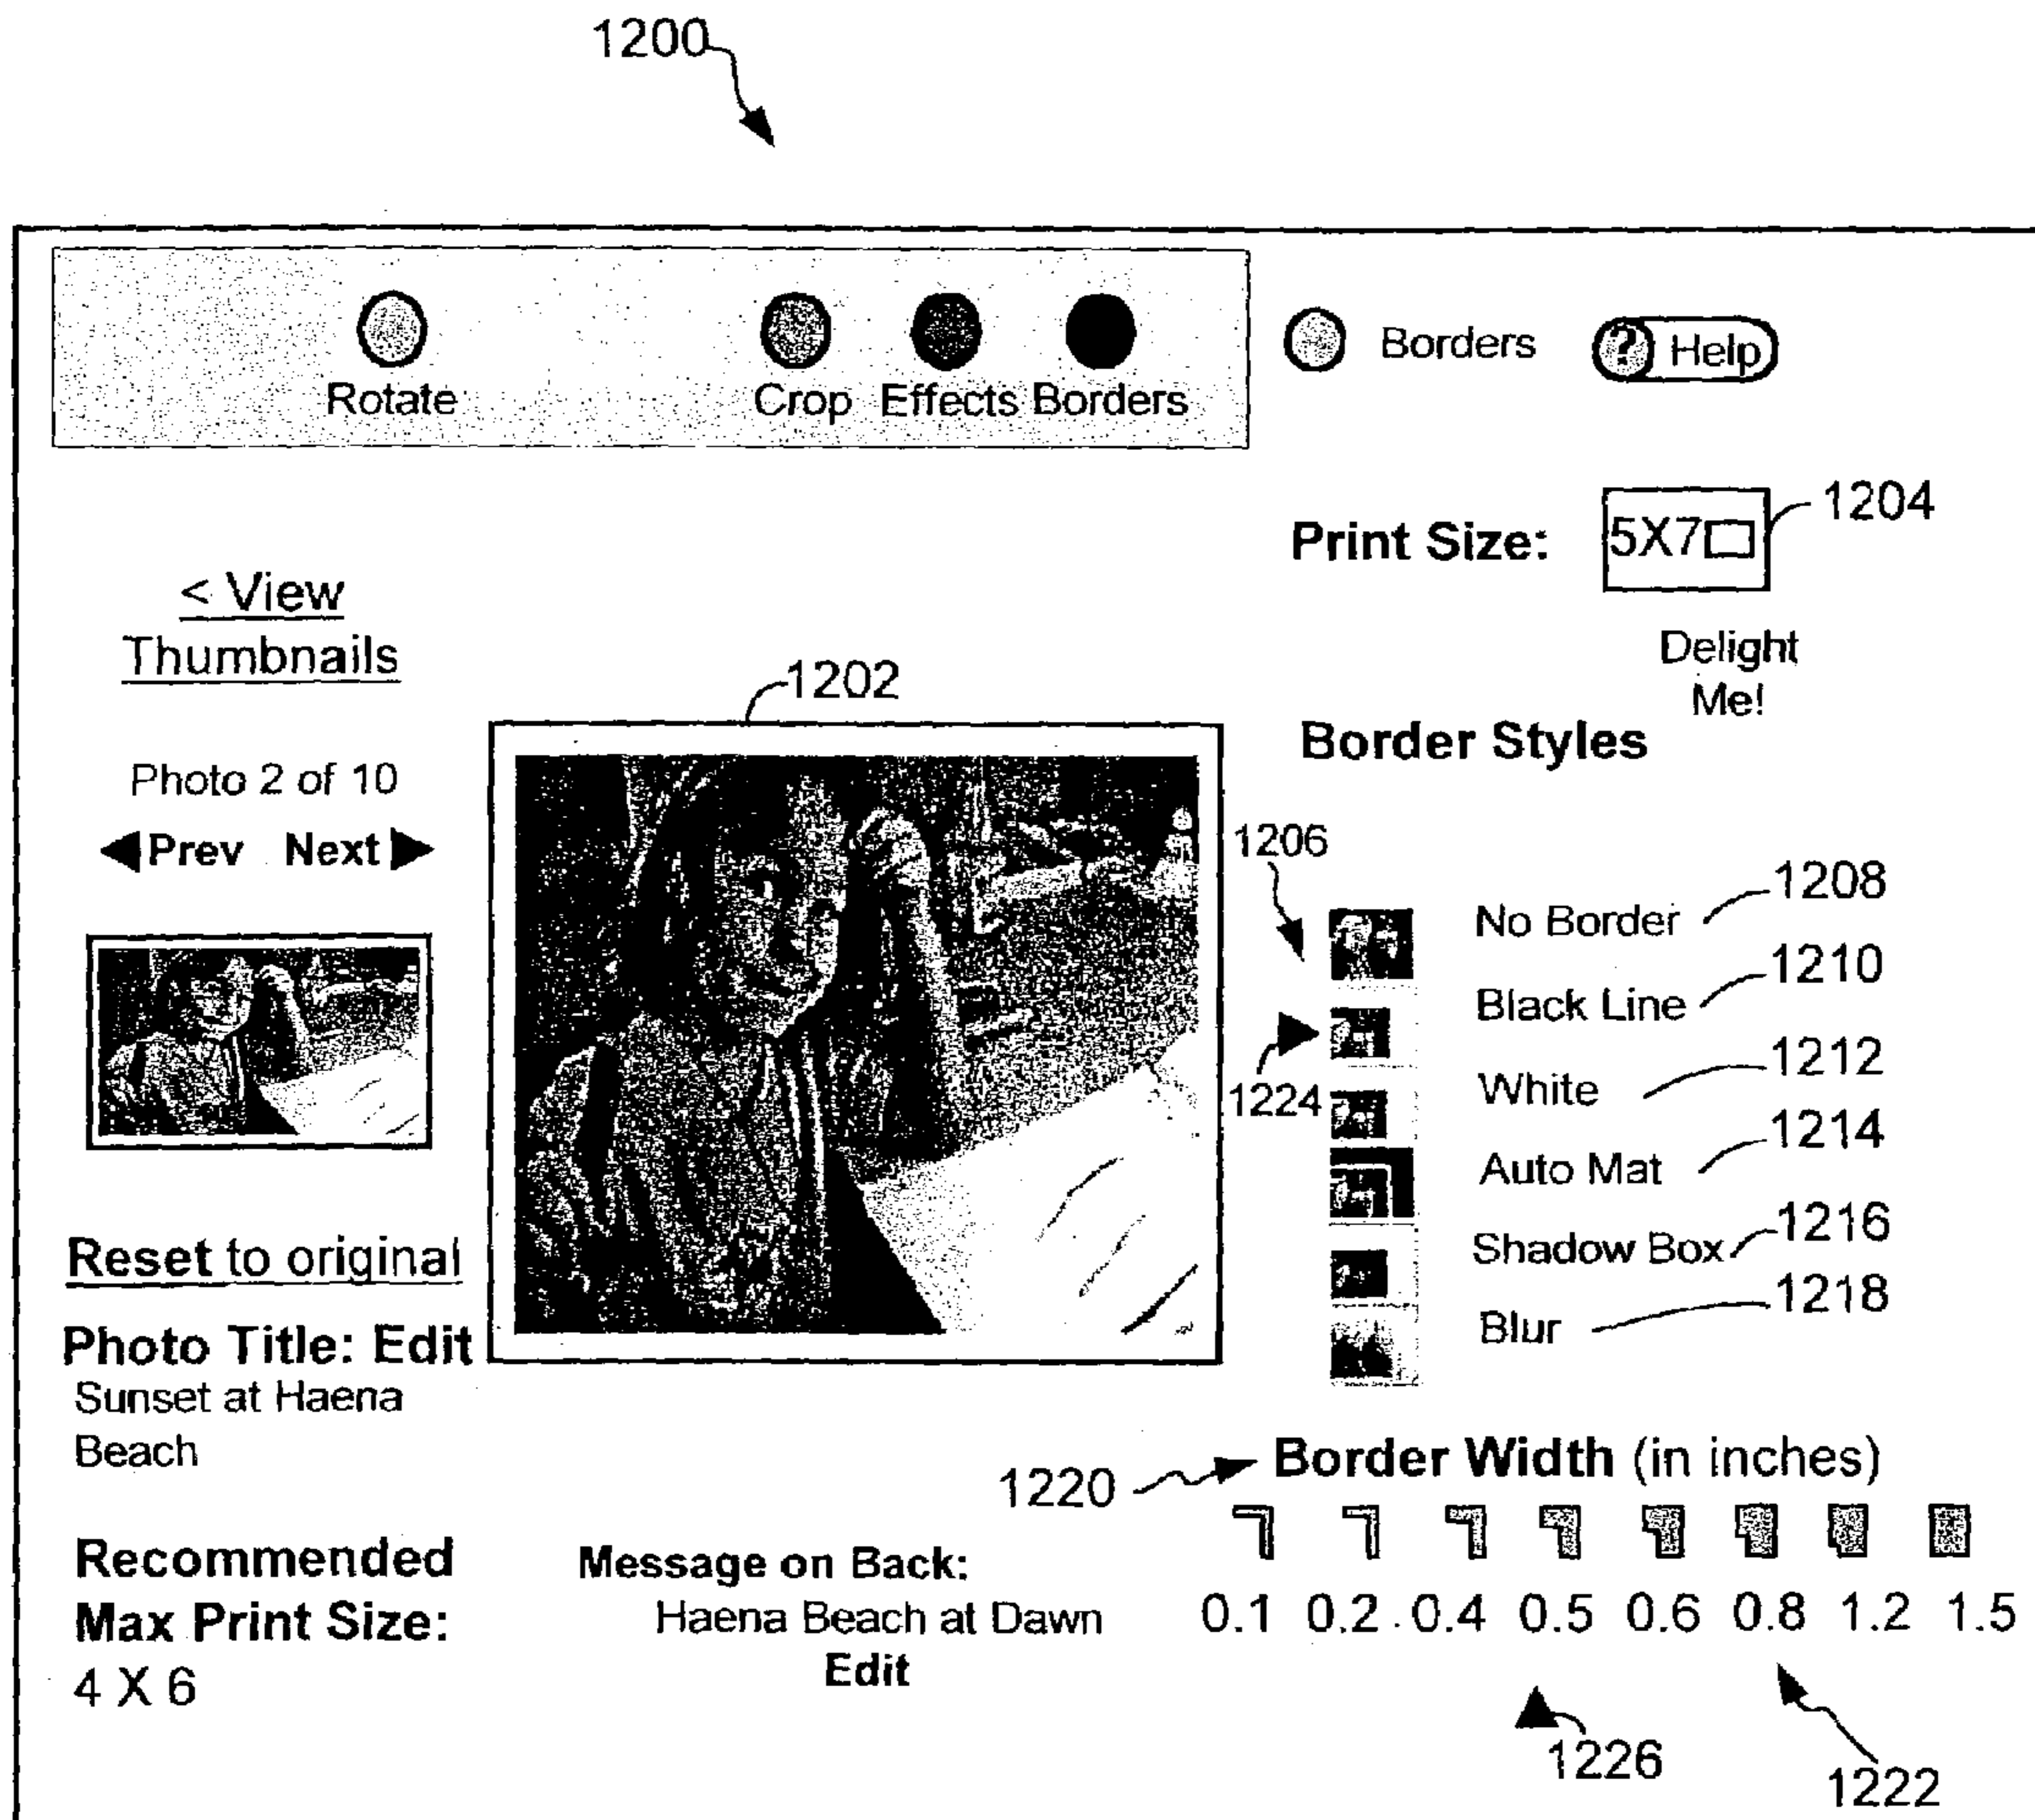 1200
Rotate
Crop Effects Borders
Borders
? Help
Print Size:
5X7
1204
Delight
Me!
< View
Thumbnails
1202
Photo 2 of 10
Prev Next
Border Styles
1206
No Border
1208
Black Line
1210
1224
White
1212
Auto Mat
1214
Shadow Box
1216
Blur
1218
Reset to original
Photo Title: Edit
Sunset at Haena
Beach
Recommended
Max Print Size:
4 X 6
Message on Back:
Haena Beach at Dawn
Edit
1220
Border Width (in inches)
0.1 0.2 0.4 0.5 0.6 0.8 1.2 1.5
1226
1222